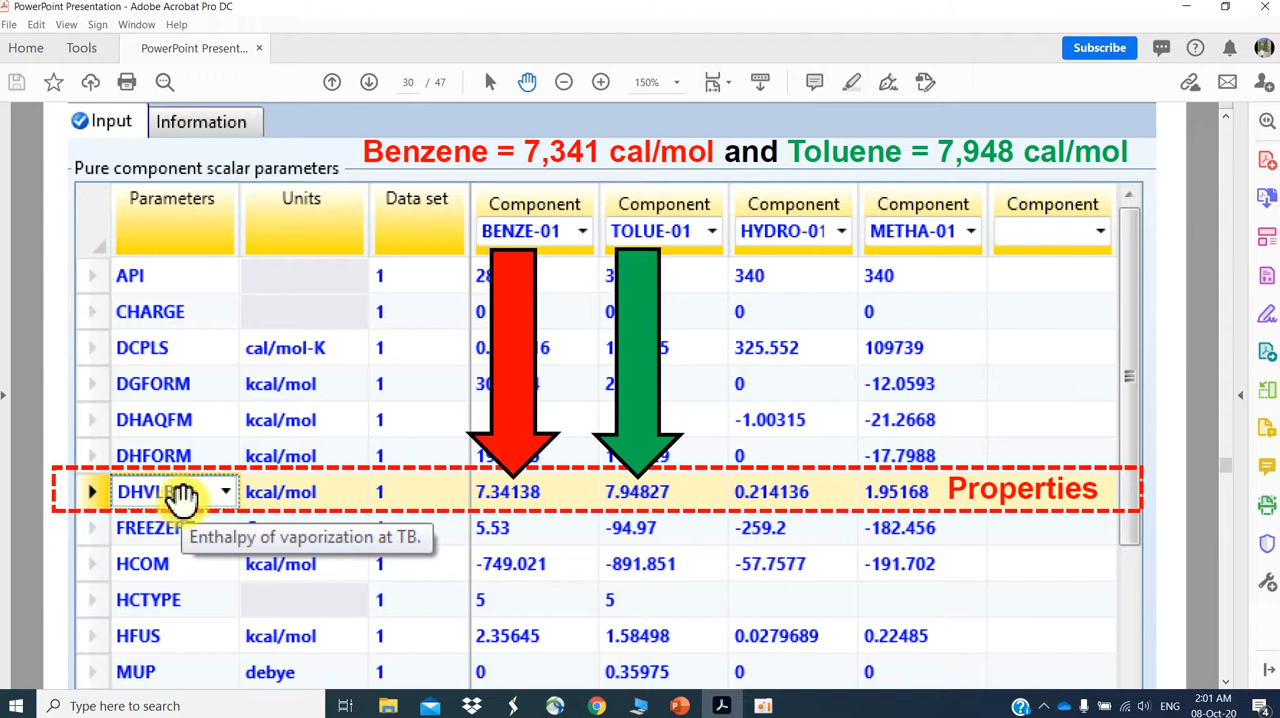 PowerPoint Presentation - Adobe Acrobat Pro DC
File Edit View Sign Window Help
Home Tools PowerPoint Present... × Subscribe
30 / 47 150%
Input Information
Benzene = 7,341 cal/mol and Toluene = 7,948 cal/mol
Pure component scalar parameters
Parameters Units Data set Component Component Component Component Component
BENZE-01 TOLUE-01 HYDRO-01 METHA-01
API 1 340 340
CHARGE 1 0 0 0 0
DCPLS cal/mol-K 1 325.552 109739
DGFORM kcal/mol 1 0 -12.0593
DHAQFM kcal/mol 1 -1.00315 -21.2668
DHFORM kcal/mol 1 0 -17.7988
kcal/mol 1 7.34138 7.94827 0.214136 1.95168 Properties
5.53 -94.97 -259.2 -182.456
Enthalpy of vaporization at TB.
HCOM kcal/mol 1 -749.021 -891.851 -57.7577 -191.702
HCTYPE 1 5 5
HFUS kcal/mol 1 2.35645 1.58498 0.0279689 0.22485
MUP debye 1 0 0.35975 0 0
Type here to search
ENG
2:01 AM
08-Oct-20
4